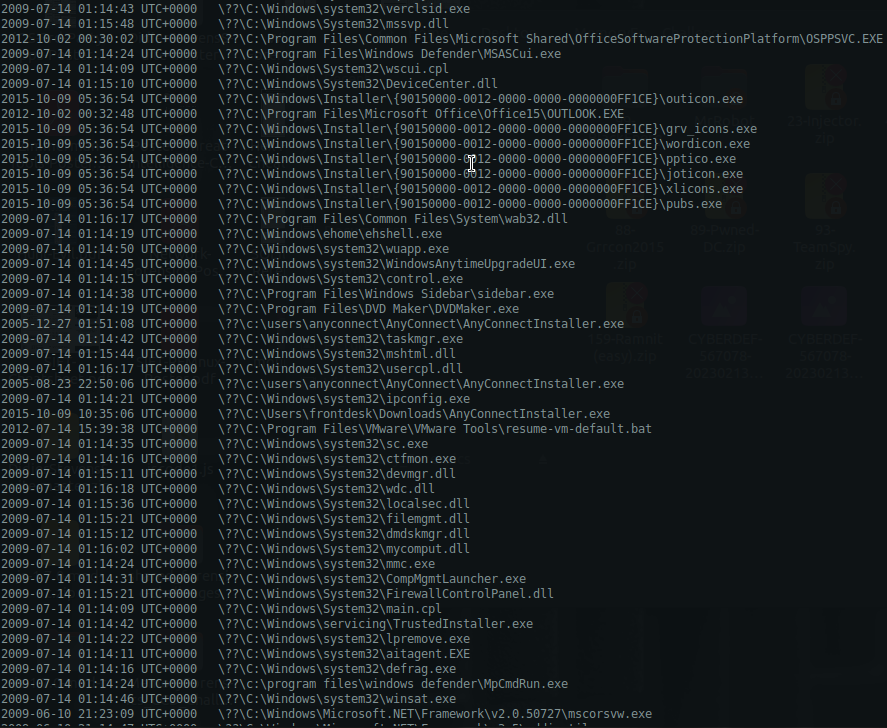 2009-07-14 01:14:43 UTC+0000   \??\C:\Windows\system32\verclsid.exe
2009-07-14 01:15:48 UTC+0000   \??\C:\Windows\system32\mssvp.dll
2012-10-02 00:30:02 UTC+0000   \??\C:\Program Files\Common Files\Microsoft Shared\OfficeSoftwareProtectionPlatform\OSPPSVC.EXE
2009-07-14 01:14:24 UTC+0000   \??\C:\Program Files\Windows Defender\MSASCui.exe
2009-07-14 01:14:09 UTC+0000   \??\C:\Windows\System32\wscui.cpl
2009-07-14 01:15:10 UTC+0000   \??\C:\Windows\System32\DeviceCenter.dll
2015-10-09 05:36:54 UTC+0000   \??\C:\Windows\Installer\{90150000-0012-0000-0000-0000000FF1CE}\outicon.exe
2012-10-02 00:32:48 UTC+0000   \??\C:\Program Files\Microsoft Office\Office15\OUTLOOK.EXE
2015-10-09 05:36:54 UTC+0000   \??\C:\Windows\Installer\{90150000-0012-0000-0000-0000000FF1CE}\grv_icons.exe
2015-10-09 05:36:54 UTC+0000   \??\C:\Windows\Installer\{90150000-0012-0000-0000-0000000FF1CE}\wordicon.exe
2015-10-09 05:36:54 UTC+0000   \??\C:\Windows\Installer\{90150000-0012-0000-0000-0000000FF1CE}\pptico.exe
2015-10-09 05:36:54 UTC+0000   \??\C:\Windows\Installer\{90150000-0012-0000-0000-0000000FF1CE}\joticon.exe
2015-10-09 05:36:54 UTC+0000   \??\C:\Windows\Installer\{90150000-0012-0000-0000-0000000FF1CE}\xlicons.exe
2015-10-09 05:36:54 UTC+0000   \??\C:\Windows\Installer\{90150000-0012-0000-0000-0000000FF1CE}\pubs.exe
2009-07-14 01:16:17 UTC+0000   \??\C:\Program Files\Common Files\System\wab32.dll
2009-07-14 01:14:19 UTC+0000   \??\C:\Windows\ehome\ehshell.exe
2009-07-14 01:14:50 UTC+0000   \??\C:\Windows\system32\wuapp.exe
2009-07-14 01:14:45 UTC+0000   \??\C:\Windows\system32\WindowsAnytimeUpgradeUI.exe
2009-07-14 01:14:15 UTC+0000   \??\C:\Windows\System32\control.exe
2009-07-14 01:14:38 UTC+0000   \??\C:\Program Files\Windows Sidebar\sidebar.exe
2009-07-14 01:14:19 UTC+0000   \??\C:\Program Files\DVD Maker\DVDMaker.exe
2005-12-27 01:51:08 UTC+0000   \??\c:\users\anyconnect\AnyConnect\AnyConnectInstaller.exe
2009-07-14 01:14:42 UTC+0000   \??\C:\Windows\system32\taskmgr.exe
2009-07-14 01:15:44 UTC+0000   \??\C:\Windows\system32\mshtml.dll
2009-07-14 01:16:17 UTC+0000   \??\C:\Windows\System32\usercpl.dll
2005-08-23 22:50:06 UTC+0000   \??\c:\users\anyconnect\AnyConnect\AnyConnectInstaller.exe
2009-07-14 01:14:21 UTC+0000   \??\C:\Windows\system32\ipconfig.exe
2015-10-09 10:35:06 UTC+0000   \??\C:\Users\frontdesk\Downloads\AnyConnectInstaller.exe
2012-07-14 15:39:38 UTC+0000   \??\C:\Program Files\VMware\VMware Tools\resume-vm-default.bat
2009-07-14 01:14:35 UTC+0000   \??\C:\Windows\system32\sc.exe
2009-07-14 01:14:16 UTC+0000   \??\C:\Windows\System32\ctfmon.exe
2009-07-14 01:15:11 UTC+0000   \??\C:\Windows\System32\devmgr.dll
2009-07-14 01:16:18 UTC+0000   \??\C:\Windows\System32\wdc.dll
2009-07-14 01:15:36 UTC+0000   \??\C:\Windows\System32\localsec.dll
2009-07-14 01:15:21 UTC+0000   \??\C:\Windows\System32\filemgmt.dll
2009-07-14 01:15:12 UTC+0000   \??\C:\Windows\System32\dmdskmgr.dll
2009-07-14 01:16:02 UTC+0000   \??\C:\Windows\System32\mycomput.dll
2009-07-14 01:14:24 UTC+0000   \??\C:\Windows\system32\mmc.exe
2009-07-14 01:14:31 UTC+0000   \??\C:\Windows\System32\CompMgmtLauncher.exe
2009-07-14 01:15:21 UTC+0000   \??\C:\Windows\System32\FirewallControlPanel.dll
2009-07-14 01:14:09 UTC+0000   \??\C:\Windows\System32\main.cpl
2009-07-14 01:14:42 UTC+0000   \??\C:\Windows\servicing\TrustedInstaller.exe
2009-07-14 01:14:22 UTC+0000   \??\C:\Windows\system32\lpremove.exe
2009-07-14 01:14:11 UTC+0000   \??\C:\Windows\system32\aitagent.EXE
2009-07-14 01:14:16 UTC+0000   \??\C:\Windows\System32\defrag.exe
2009-07-14 01:14:24 UTC+0000   \??\c:\program files\windows defender\MpCmdRun.exe
2009-07-14 01:14:46 UTC+0000   \??\C:\Windows\system32\winsat.exe
2009-06-10 21:23:09 UTC+0000   \??\C:\Windows\Microsoft.NET\Framework\v2.0.50727\mscorsvw.exe